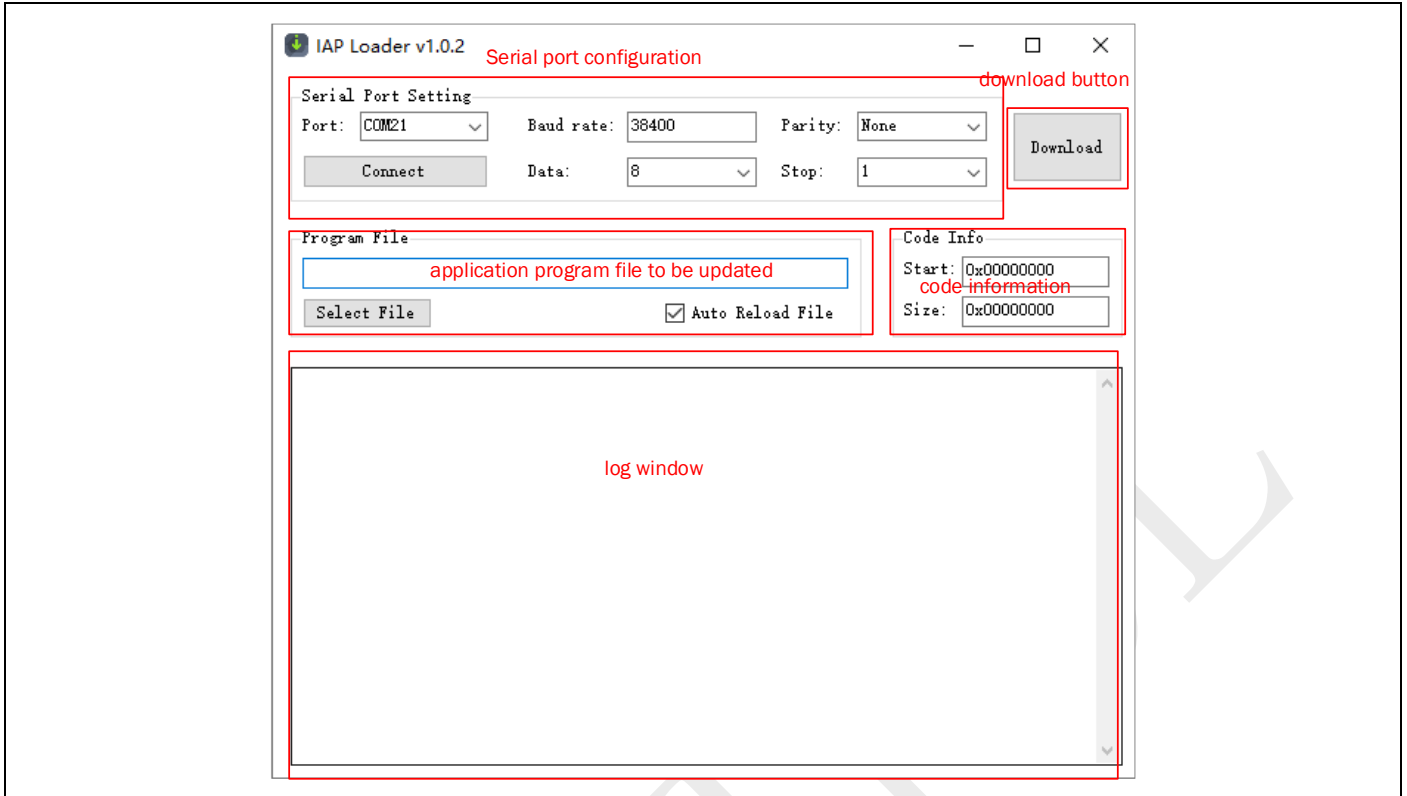 IAP Loader v1.0.2
Serial port configuration
download button
Serial Port Setting
Port: COM21 Baud rate: 38400 Parity: None
Download
Connect Data: 8 Stop: 1
Program File
Code Info
application program file to be updated
Start: 0x00000000
code information
Select File Auto Reload File
Size: 0x00000000
log window